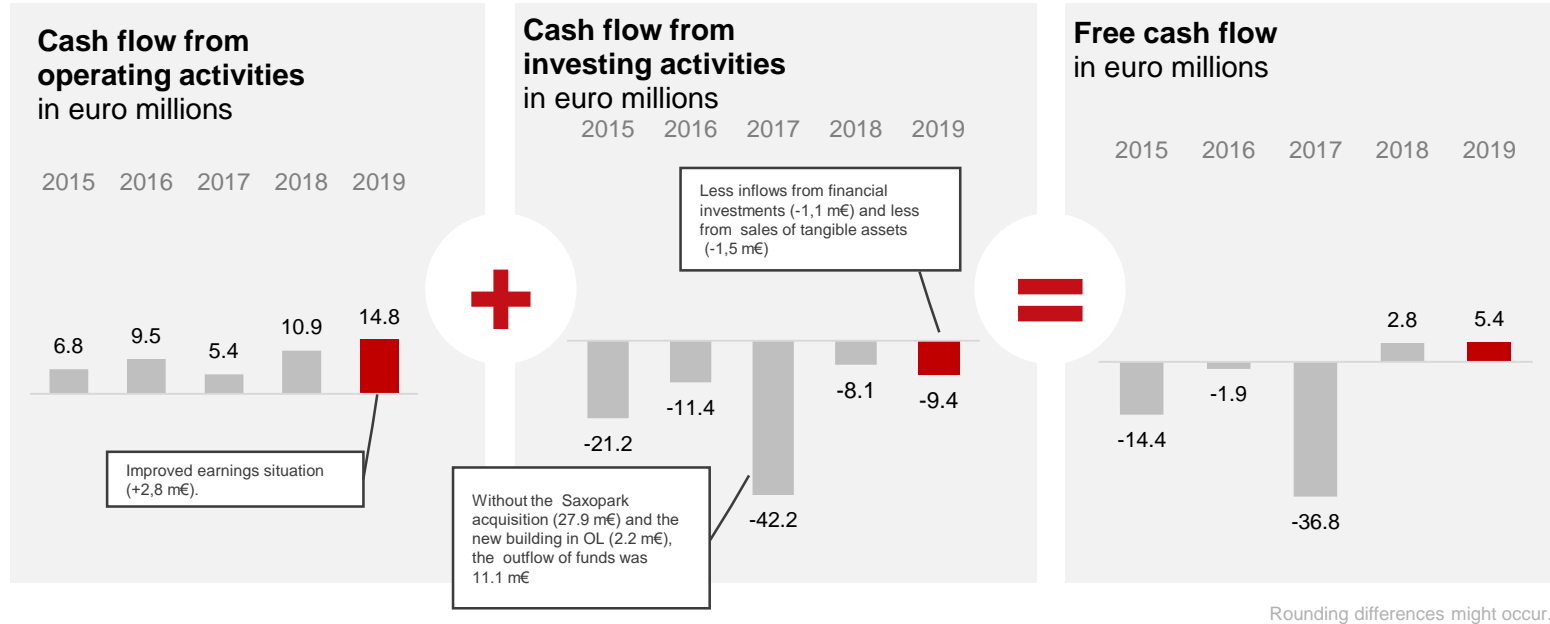 Cash flow from
operating activities
in euro millions
2015 2016 2017 2018 2019
6.8 9.5 5.4 10.9 14.8
Improved earnings situation
(+2,8 m€).
+
Cash flow from
investing activities
in euro millions
2015 2016 2017 2018 2019
Less inflows from financial
investments (-1,1 m€) and less
from sales of tangible assets
(-1,5 m€)
-21.2 -11.4 -42.2 -8.1 -9.4
Without the Saxopark
acquisition (27.9 m€) and the
new building in OL (2.2 m€),
the outflow of funds was
11.1 m€
=
Free cash flow
in euro millions
2015 2016 2017 2018 2019
-14.4 -1.9 -36.8 2.8 5.4
Rounding differences might occur.